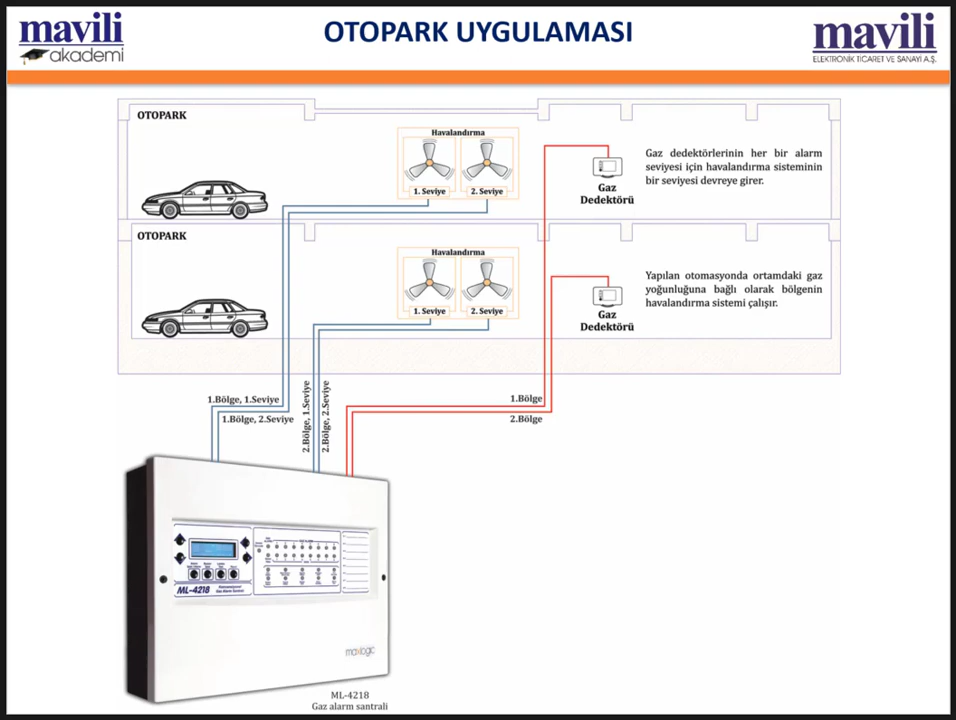 mavili
akademi
OTOPARK UYGULAMASI
mavili
ELEKTRONİK TİCARET VE SANAYİ A.Ş.
OTOPARK
Havalandırma
1. Seviye
2. Seviye
Gaz
Dedektörü
Gaz dedektörlerinin her bir alarm
seviyesi için havalandırma sisteminin
bir seviyesi devreye girer.
OTOPARK
Havalandırma
1. Seviye
2. Seviye
Gaz
Dedektörü
Yapılan otomasyonda ortamdaki gaz
yoğunluğuna bağlı olarak bölgenin
havalandırma sistemi çalışır.
1.Bölge, 1.Seviye
1.Bölge, 2.Seviye
2.Bölge, 1.Seviye
2.Bölge, 2.Seviye
1.Bölge
2.Bölge
ML-4218
Gaz Alarm Santrali
maxlogic
ML-4218
Gaz alarm santrali